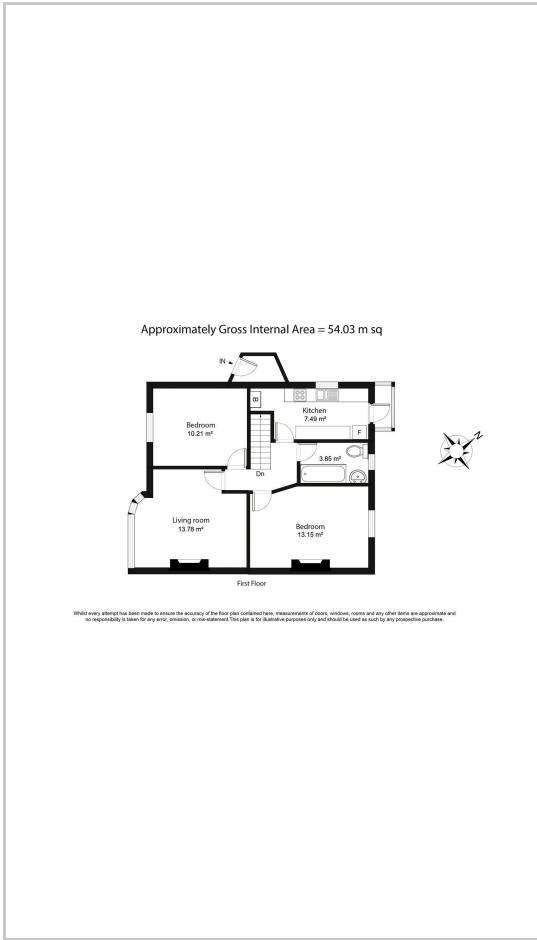 Approximately Gross Internal Area = 54.03 m sq
IN
B
Kitchen
7.49 m²
F
Bedroom
10.21 m²
3.85 m²
N
Dn
Living room
13.78 m²
Bedroom
13.15 m²
First Floor
Whilst every attempt has been made to ensure the accuracy of the floor plan contained here, measurements of doors, windows, rooms and any other items are approximate and
no responsibility is taken for any error, omission, or mis-statement.This plan is for illustrative purposes only and should be used as such by any prospective purchase.